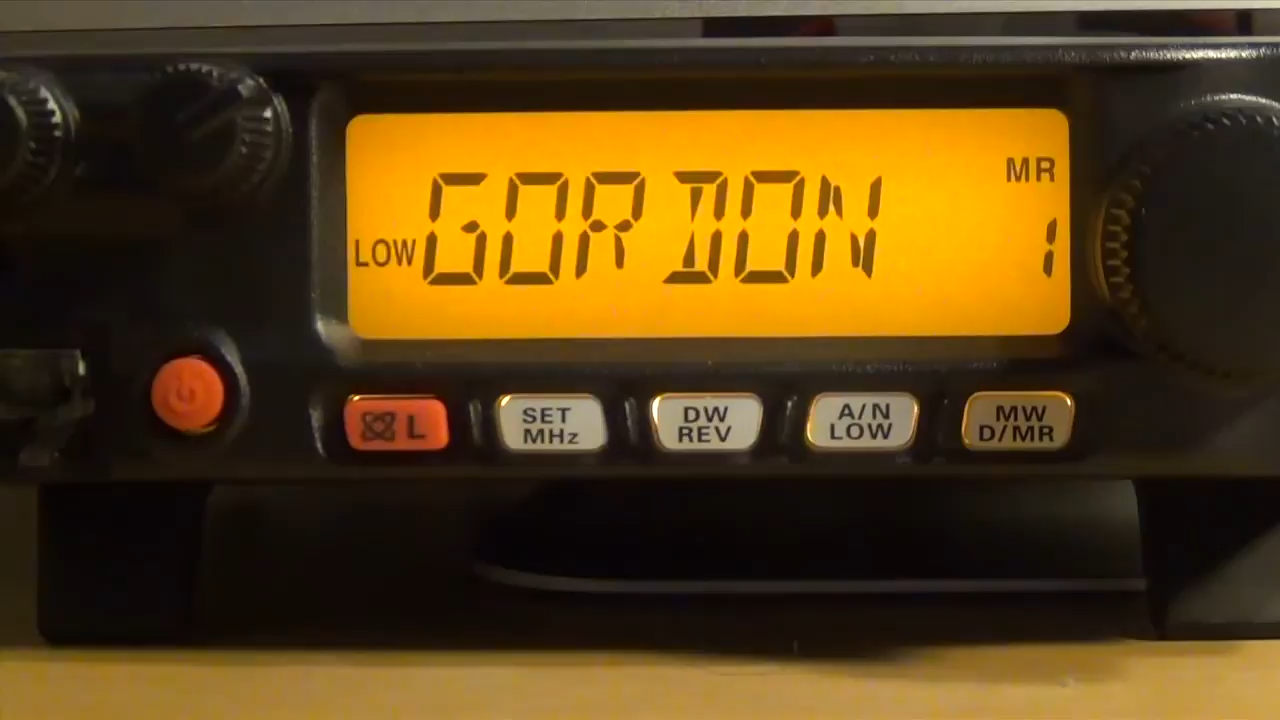 MR
LOW GORDON 1
L
SET
MHz
DW
REV
A/N
LOW
MW
D/MR